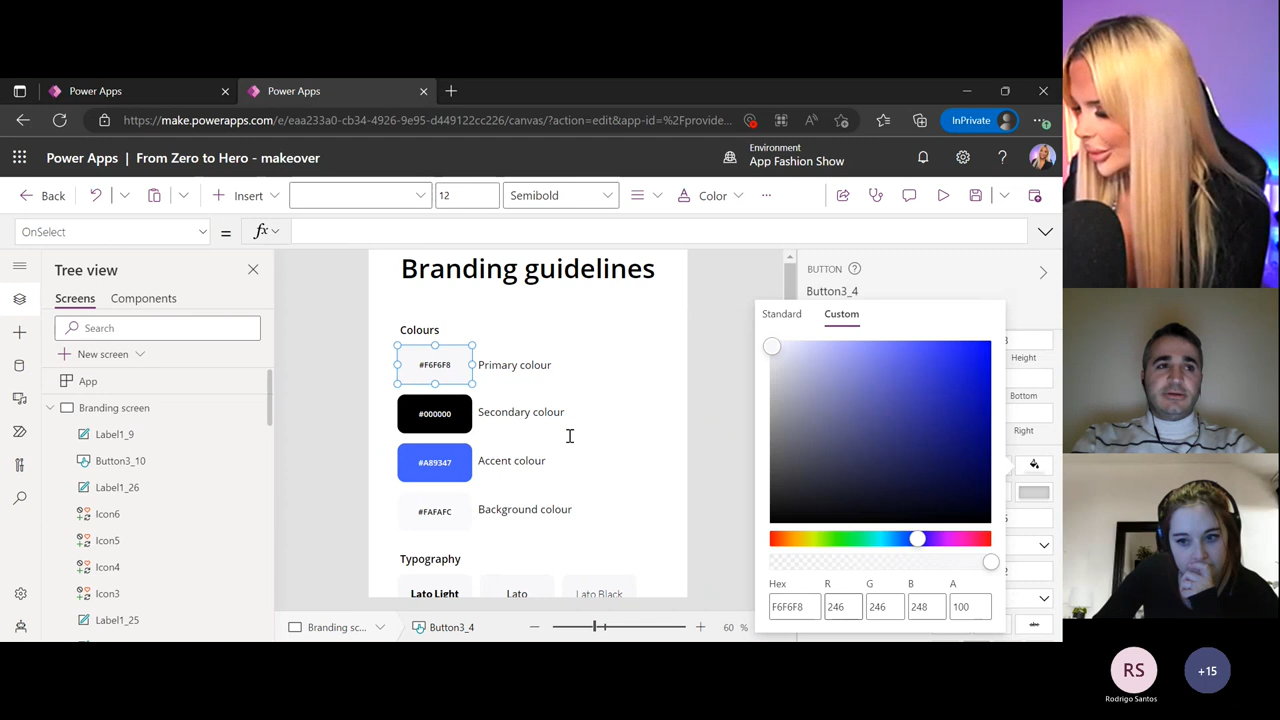 Power Apps
Power Apps
https://make.powerapps.com/e/eaa233a0-cb34-4926-9e95-d449122cc226/canvas/?action=edit&app-id=%2Fprovide...
InPrivate
Power Apps | From Zero to Hero - makeover
Environment
App Fashion Show
Back
Insert
12
Semibold
Color
OnSelect
=
fx
Tree view
Screens
Components
Search
New screen
App
Branding screen
Label1_9
Button3_10
Label1_26
Icon6
Icon5
Icon4
Icon3
Label1_25
Branding guidelines
Colours
#F6F6F8
Primary colour
#000000
Secondary colour
#A89347
Accent colour
#FAFAFC
Background colour
Typography
Lato Light
Lato
Lato Black
Branding sc...
Button3_4
60 %
BUTTON
Button3_4
Standard
Custom
Height
Bottom
Right
Hex
R
G
B
A
F6F6F8
246
246
248
100
RS
Rodrigo Santos
+15